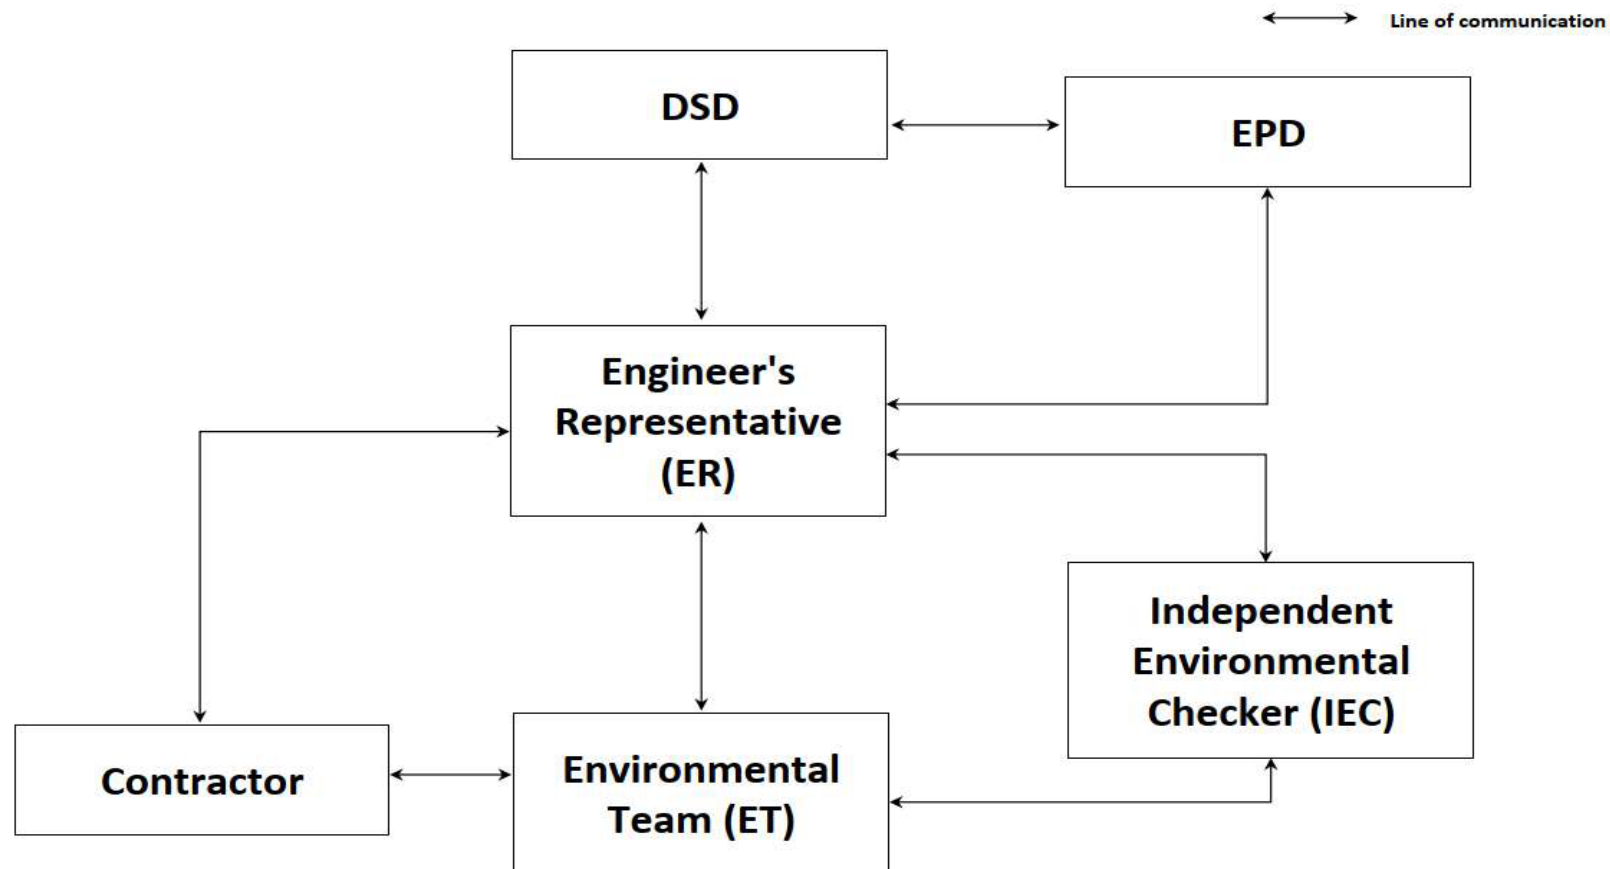 Line of communication
DSD
EPD
Engineer's
Representative
(ER)
Independent
Environmental
Checker (IEC)
Contractor
Environmental
Team (ET)